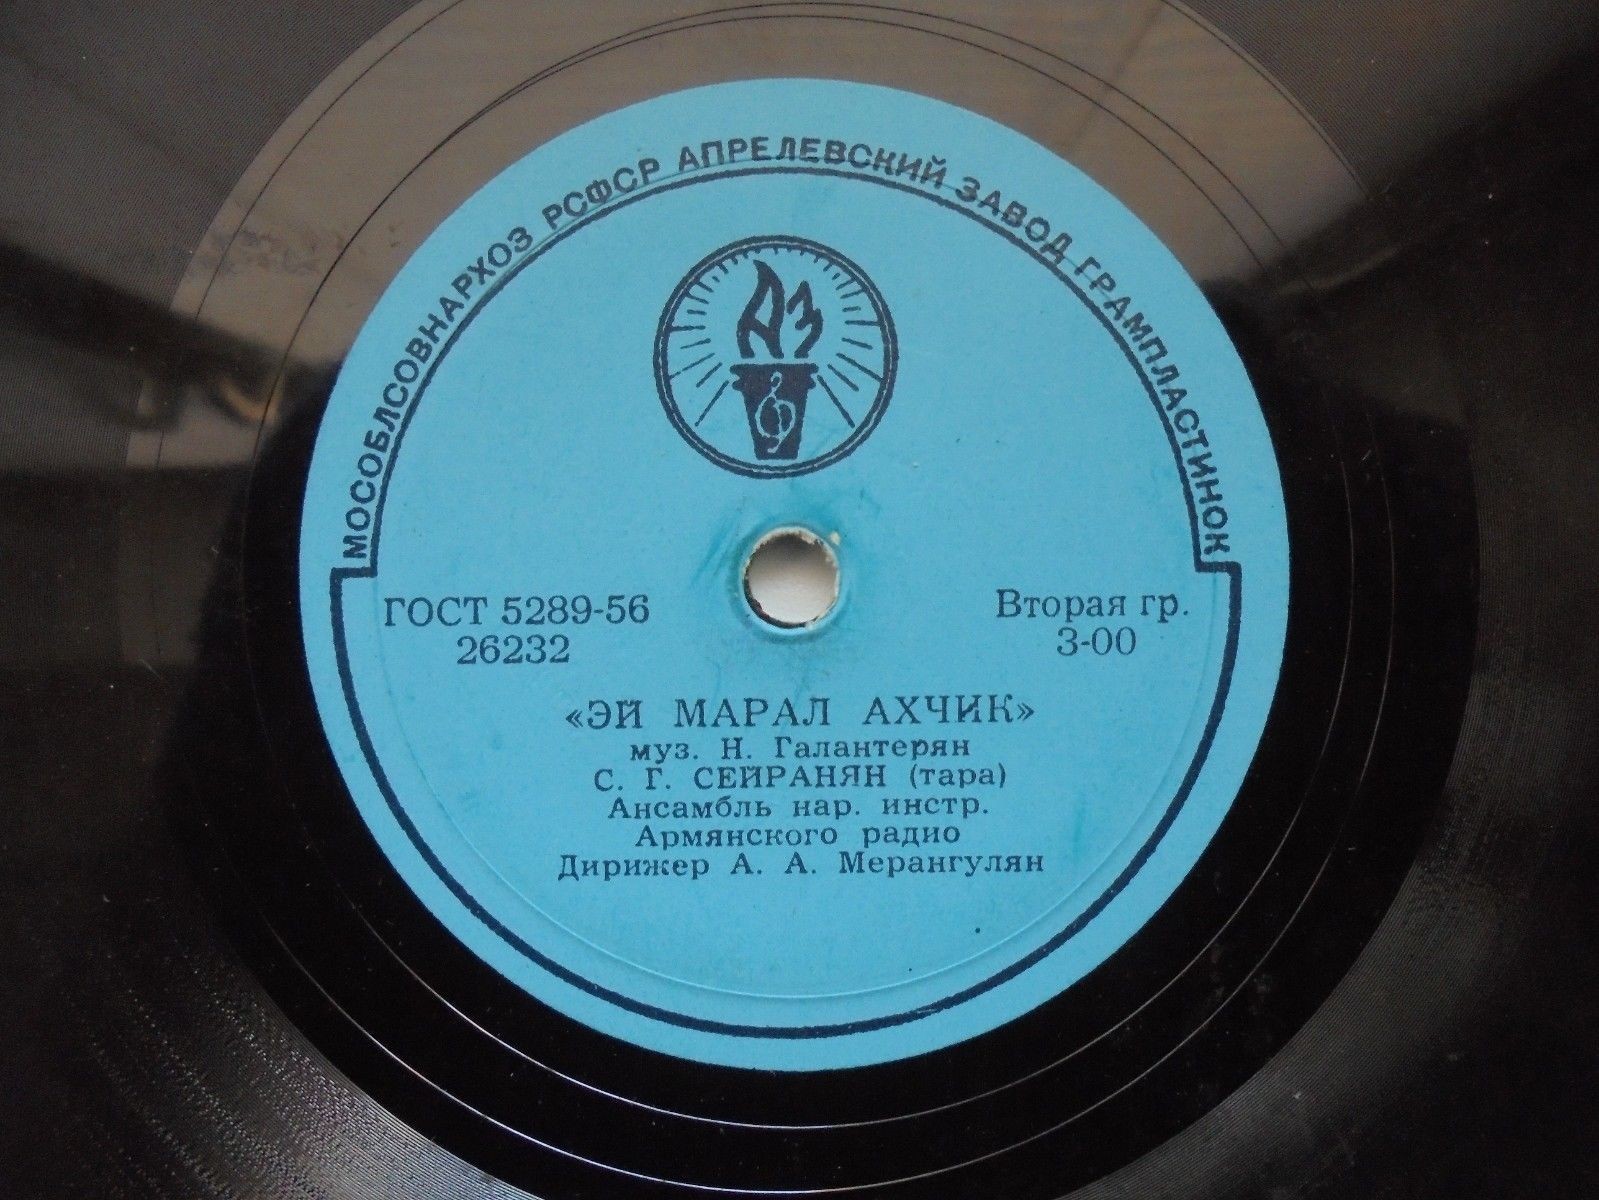 МОСОБЛСОВНАРХОЗ РСФСР АПРЕЛЕВСКИЙ ЗАВОД ГРАМПЛАСТИНОК
АЗ
ГОСТ 5289-56
26232
Вторая гр.
3-00
«ЭЙ МАРАЛ АХЧИК»
муз. Н. Галантерян
С. Г. СЕЙРАНЯН (тара)
Ансамбль нар. инстр.
Армянского радио
Дирижер А. А. Мерангулян